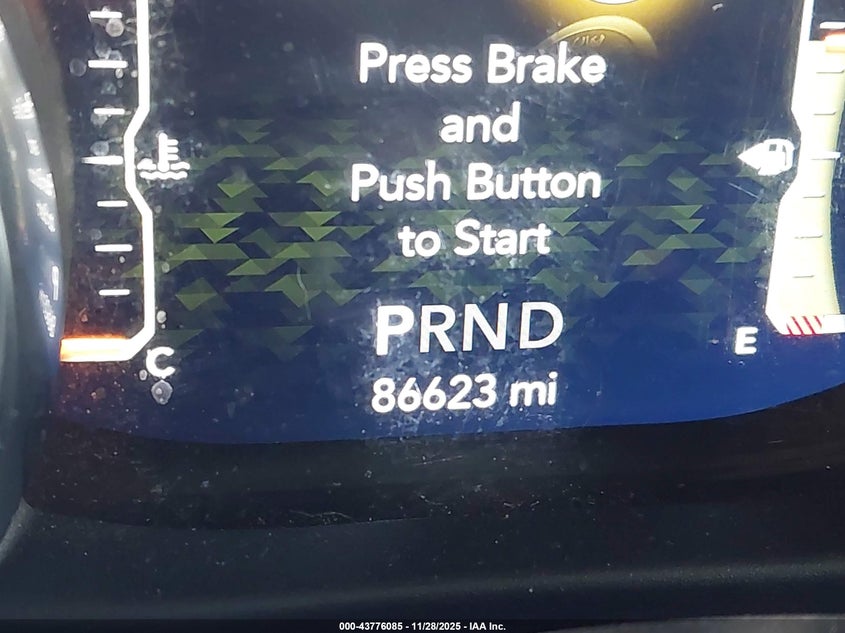 Press Brake
and
Push Button
to Start
PRND
C
E
86623 mi
000-43776085 - 11/28/2025 - IAA Inc.